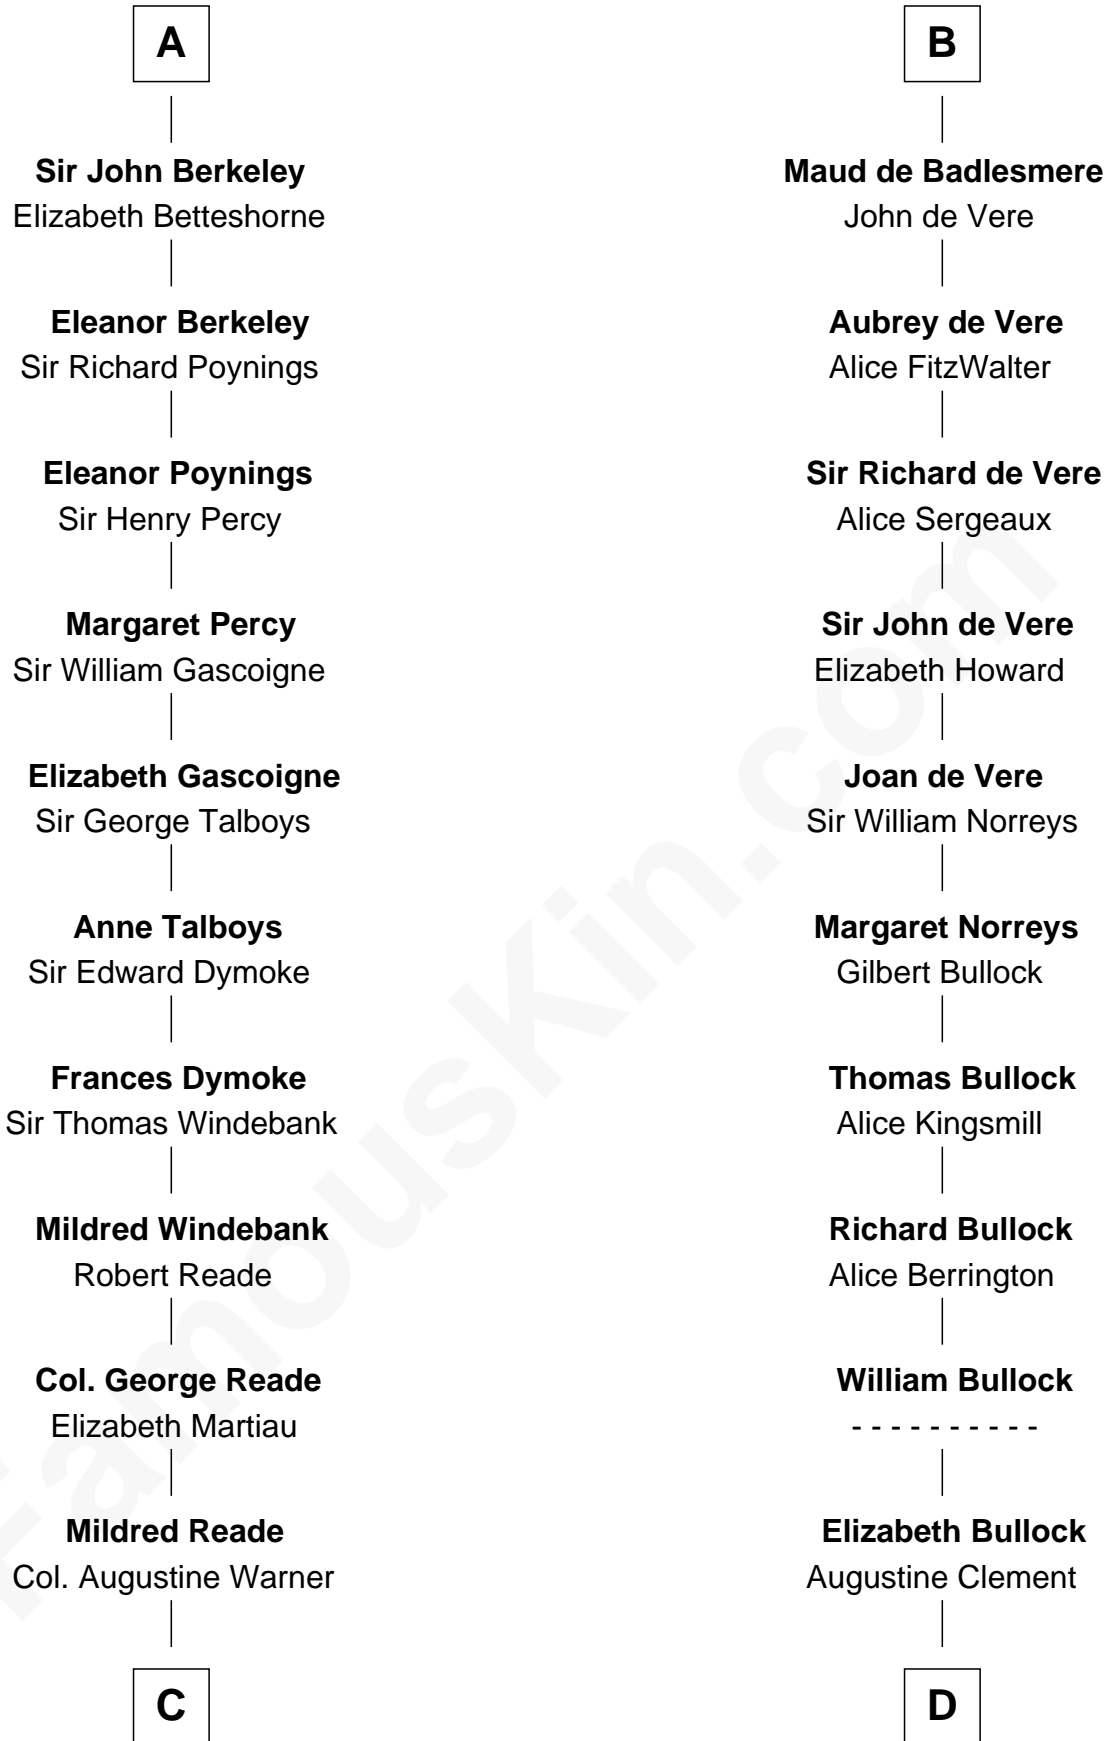 A
Sir John Berkeley
Elizabeth Betteshorne
Eleanor Berkeley
Sir Richard Poynings
Eleanor Poynings
Sir Henry Percy
Margaret Percy
Sir William Gascoigne
Elizabeth Gascoigne
Sir George Talboys
Anne Talboys
Sir Edward Dymoke
Frances Dymoke
Sir Thomas Windebank
Mildred Windebank
Robert Reade
Col. George Reade
Elizabeth Martiau
Mildred Reade
Col. Augustine Warner
C
B
Maud de Badlesmere
John de Vere
Aubrey de Vere
Alice FitzWalter
Sir Richard de Vere
Alice Sergeaux
Sir John de Vere
Elizabeth Howard
Joan de Vere
Sir William Norreys
Margaret Norreys
Gilbert Bullock
Thomas Bullock
Alice Kingsmill
Richard Bullock
Alice Berrington
William Bullock
- - - - - - - - - -
Elizabeth Bullock
Augustine Clement
D
FamousKin.com